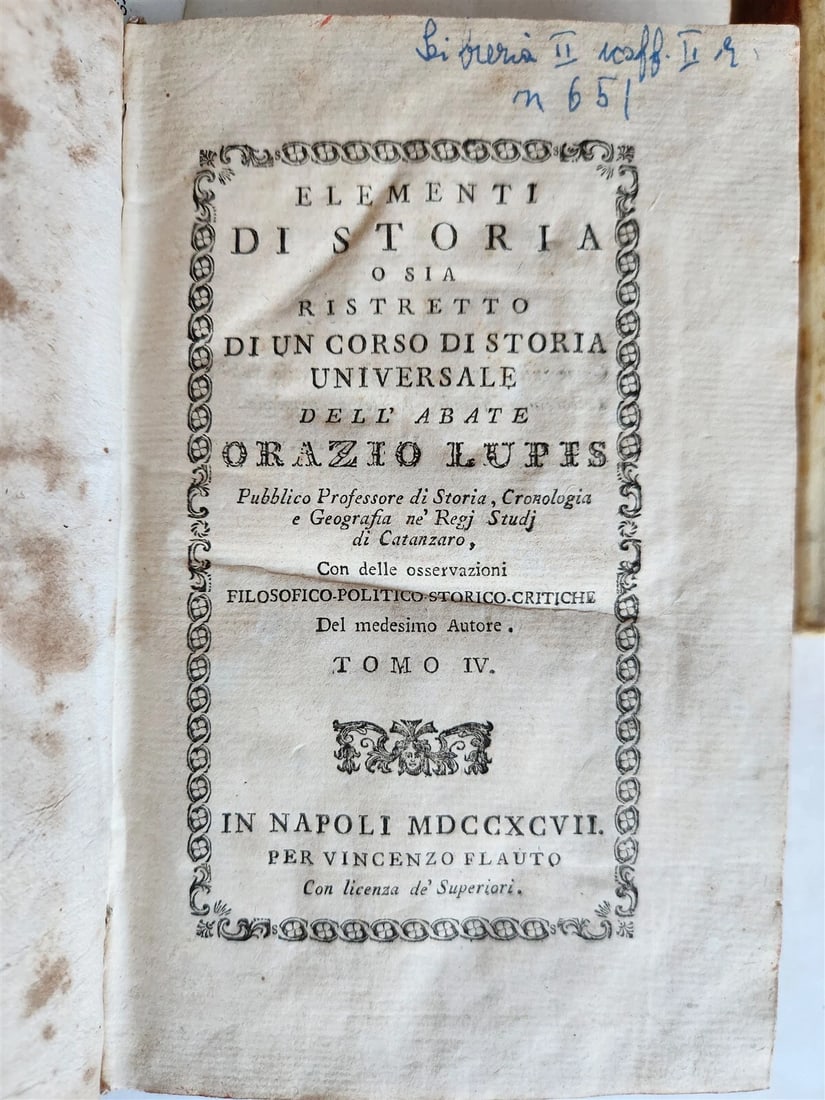 Libreria II scaff. II
n 651
ELEMENTI
DI STORIA
O SIA
RISTRETTO
DI UN CORSO DI STORIA
UNIVERSALE
DELL' ABATE
ORAZIO LUPIS
Pubblico Professore di Storia, Cronologia
e Geografia ne' Regj Studj
di Catanzaro,
Con delle osservazioni
FILOSOFICO-POLITICO-STORICO-CRITICHE
Del medesimo Autore.
TOMO IV.
IN NAPOLI MDCCXCVII.
PER VINCENZO FLAUTO
Con licenza de' Superiori.